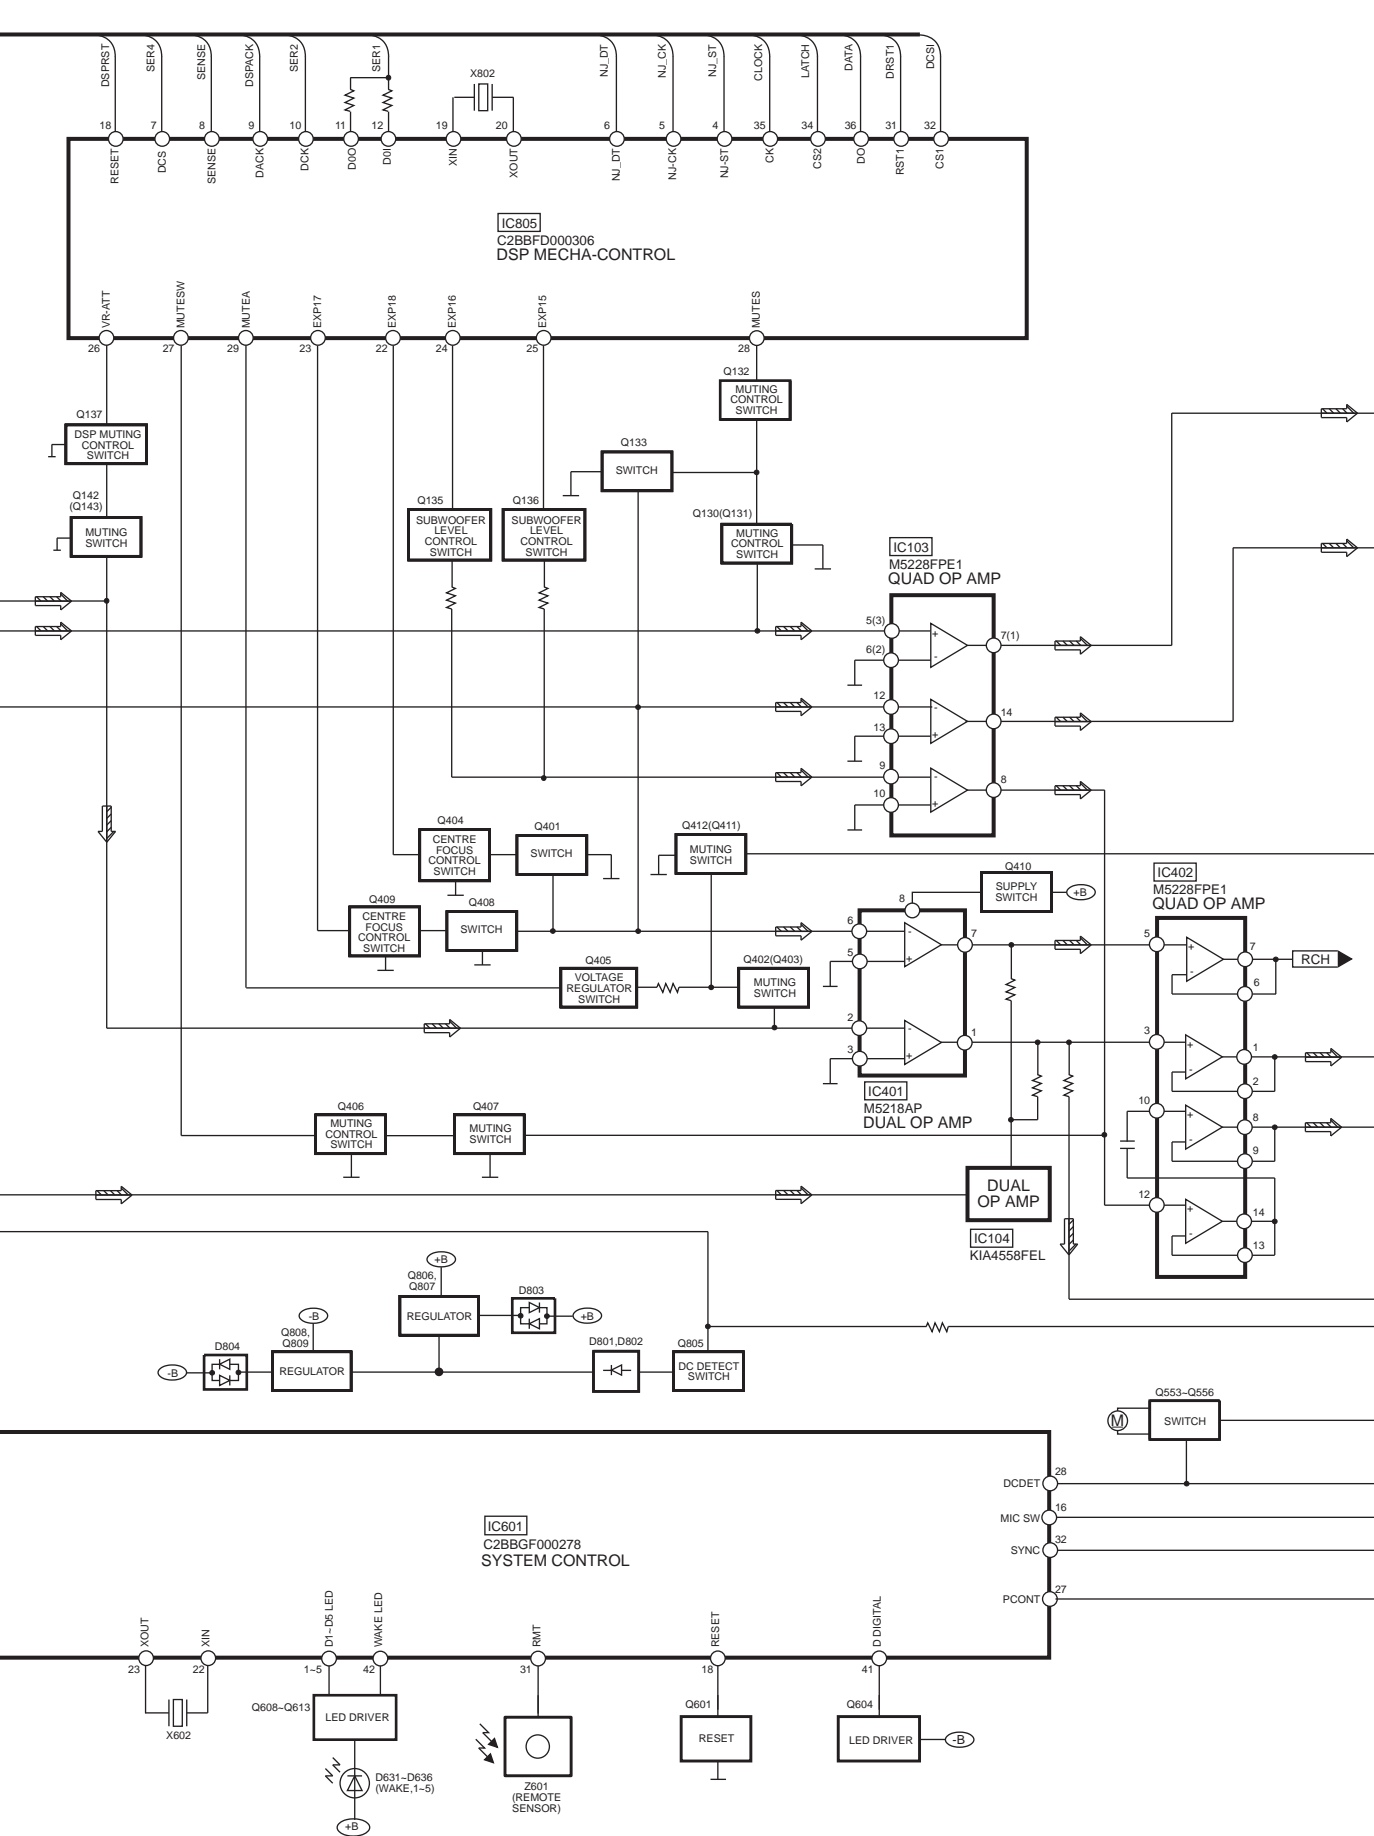 DSPRST
SER4
SENSE
DSPACK
SER2
SER1
X802
NJ_DT
NJ_CK
NJ_ST
CLOCK
LATCH
DATA
DRST1
DCSI
18
7
8
9
10
11
12
19
20
6
5
4
35
34
36
31
32
RESET
DCS
SENSE
DACK
DCK
D0O
D0I
XIN
XOUT
NJ_DT
NJ-CK
NJ-ST
CK
CS2
DO
RST1
CS1
IC805
C2BBFD000306
DSP MECHA-CONTROL
VR-ATT
MUTESW
MUTEA
EXP17
EXP18
EXP16
EXP15
MUTES
26
27
29
23
22
24
25
28
Q132
MUTING
CONTROL
SWITCH
Q137
DSP MUTING
CONTROL
SWITCH
Q133
SWITCH
Q142
(Q143)
MUTING
SWITCH
Q135
SUBWOOFER
LEVEL
CONTROL
SWITCH
Q136
SUBWOOFER
LEVEL
CONTROL
SWITCH
Q130(Q131)
MUTING
CONTROL
SWITCH
IC103
M5228FPE1
QUAD OP AMP
5(3)
+
7(1)
6(2)
-
12
-
14
13
+
9
-
8
10
+
Q404
CENTRE
FOCUS
CONTROL
SWITCH
Q401
SWITCH
Q412(Q411)
MUTING
SWITCH
Q410
SUPPLY
SWITCH
+B
IC402
M5228FPE1
QUAD OP AMP
Q409
CENTRE
FOCUS
CONTROL
SWITCH
Q408
SWITCH
8
6
-
7
5
+
5
+
7
RCH
-
6
Q405
VOLTAGE
REGULATOR
SWITCH
Q402(Q403)
MUTING
SWITCH
2
-
1
3
+
3
+
1
-
2
IC401
M5218AP
DUAL OP AMP
10
+
8
-
9
Q406
MUTING
CONTROL
SWITCH
Q407
MUTING
SWITCH
DUAL
OP AMP
IC104
KIA4558FEL
12
+
14
-
13
+B
Q806,
Q807
REGULATOR
D803
+B
-B
Q808,
Q809
REGULATOR
D804
-B
D801,D802
Q805
DC DETECT
SWITCH
Q553~Q556
M
SWITCH
DCDET
28
MIC SW
16
SYNC
32
PCONT
27
IC601
C2BBGF000278
SYSTEM CONTROL
XOUT
XIN
D1~D5 LED
WAKE LED
RMT
RESET
D DIGITAL
23
22
1~5
42
31
18
41
X602
Q608~Q613
LED DRIVER
Q601
RESET
Q604
LED DRIVER
-B
D631~D636
(WAKE,1~5)
+B
Z601
(REMOTE
SENSOR)